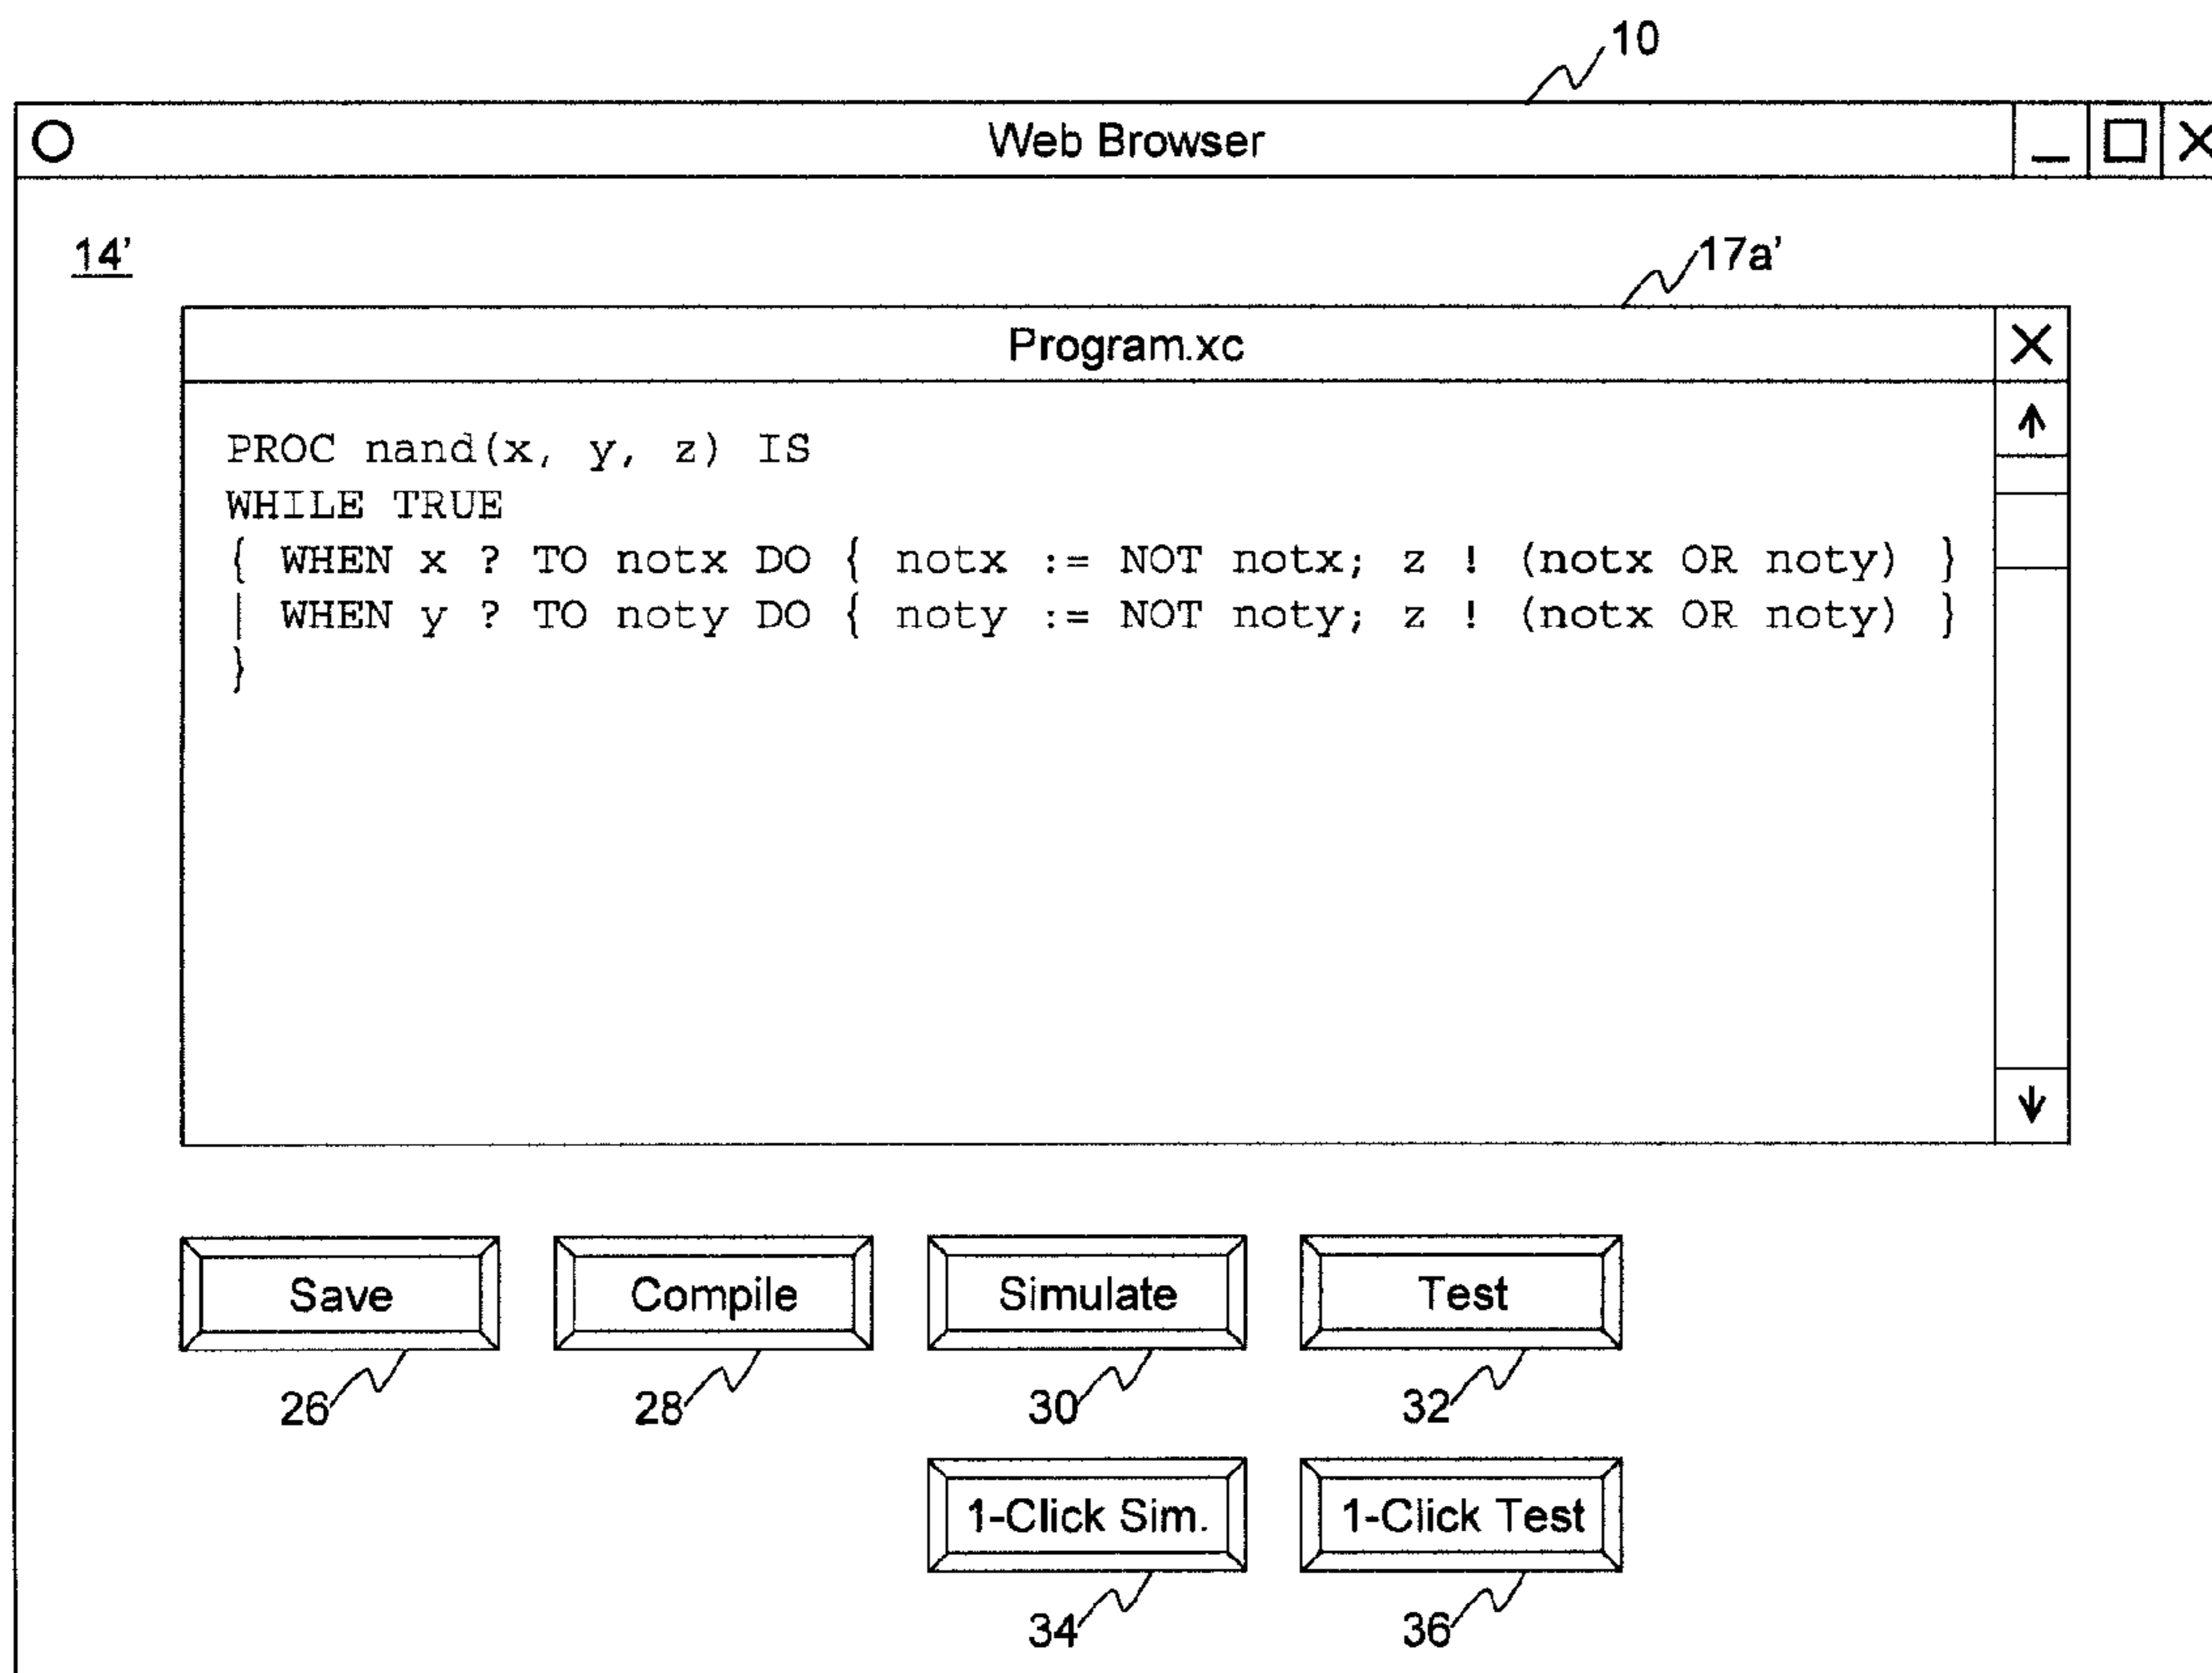 10
Web Browser
14'
17a'
Program.xc
PROC nand(x, y, z) IS
WHILE TRUE
{ WHEN x ? TO notx DO { notx := NOT notx; z ! (notx OR noty) }
| WHEN y ? TO noty DO { noty := NOT noty; z ! (notx OR noty) }
}
Save Compile Simulate Test
26 28 30 32
1-Click Sim. 1-Click Test
34 36